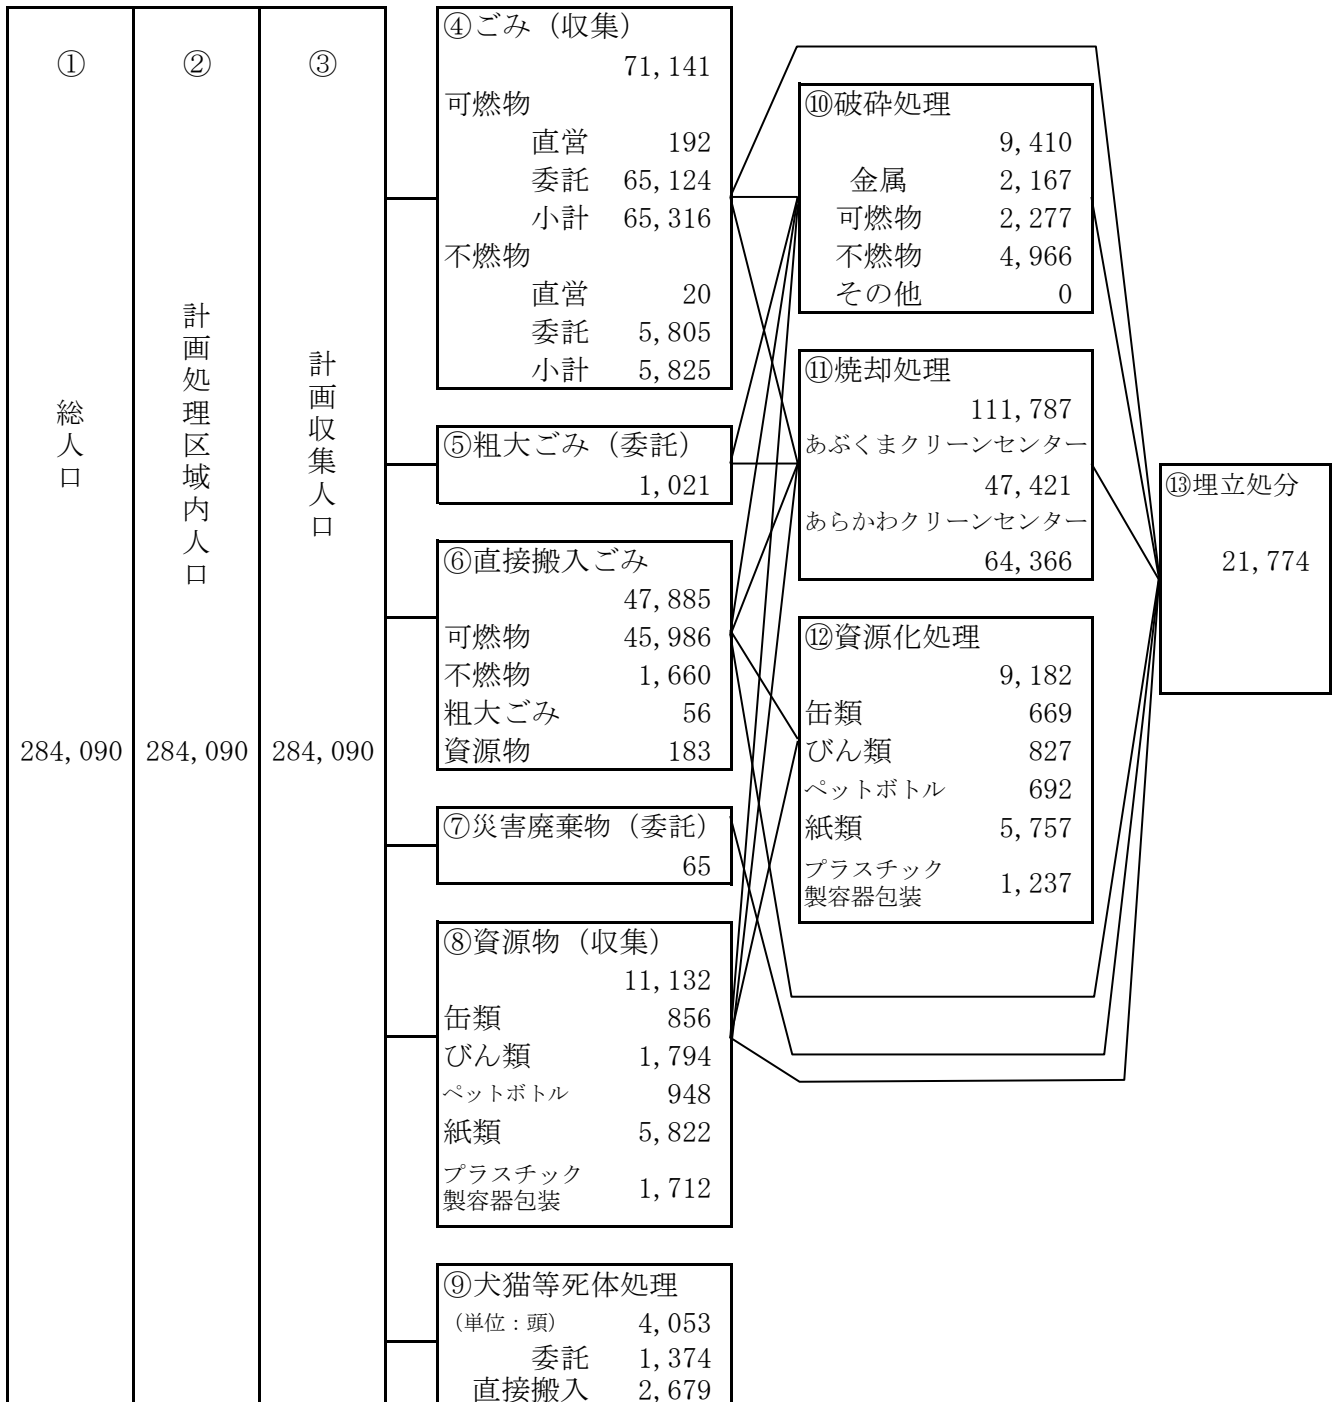 ①
総人口
284,090
②
計画処理区域内人口
284,090
③
計画収集人口
284,090
④ごみ（収集）
71,141
可燃物
直営 192
委託 65,124
小計 65,316
不燃物
直営 20
委託 5,805
小計 5,825
⑤粗大ごみ（委託）
1,021
⑥直接搬入ごみ
47,885
可燃物 45,986
不燃物 1,660
粗大ごみ 56
資源物 183
⑦災害廃棄物（委託）
65
⑧資源物（収集）
11,132
缶類 856
びん類 1,794
ペットボトル 948
紙類 5,822
プラスチック
製容器包装 1,712
⑨犬猫等死体処理
（単位：頭） 4,053
委託 1,374
直接搬入 2,679
⑩破砕処理
9,410
金属 2,167
可燃物 2,277
不燃物 4,966
その他 0
⑪焼却処理
111,787
あぶくまクリーンセンター
47,421
あらかわクリーンセンター
64,366
⑫資源化処理
9,182
缶類 669
びん類 827
ペットボトル 692
紙類 5,757
プラスチック
製容器包装 1,237
⑬埋立処分
21,774